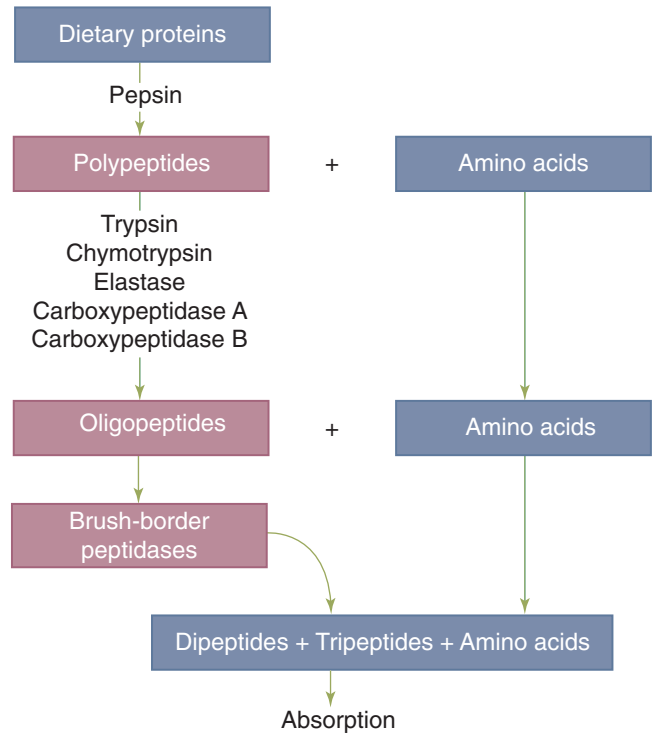 Dietary proteins
Pepsin
Polypeptides + Amino acids
Trypsin
Chymotrypsin
Elastase
Carboxypeptidase A
Carboxypeptidase B
Oligopeptides + Amino acids
Brush-border
peptidases
Dipeptides + Tripeptides + Amino acids
Absorption